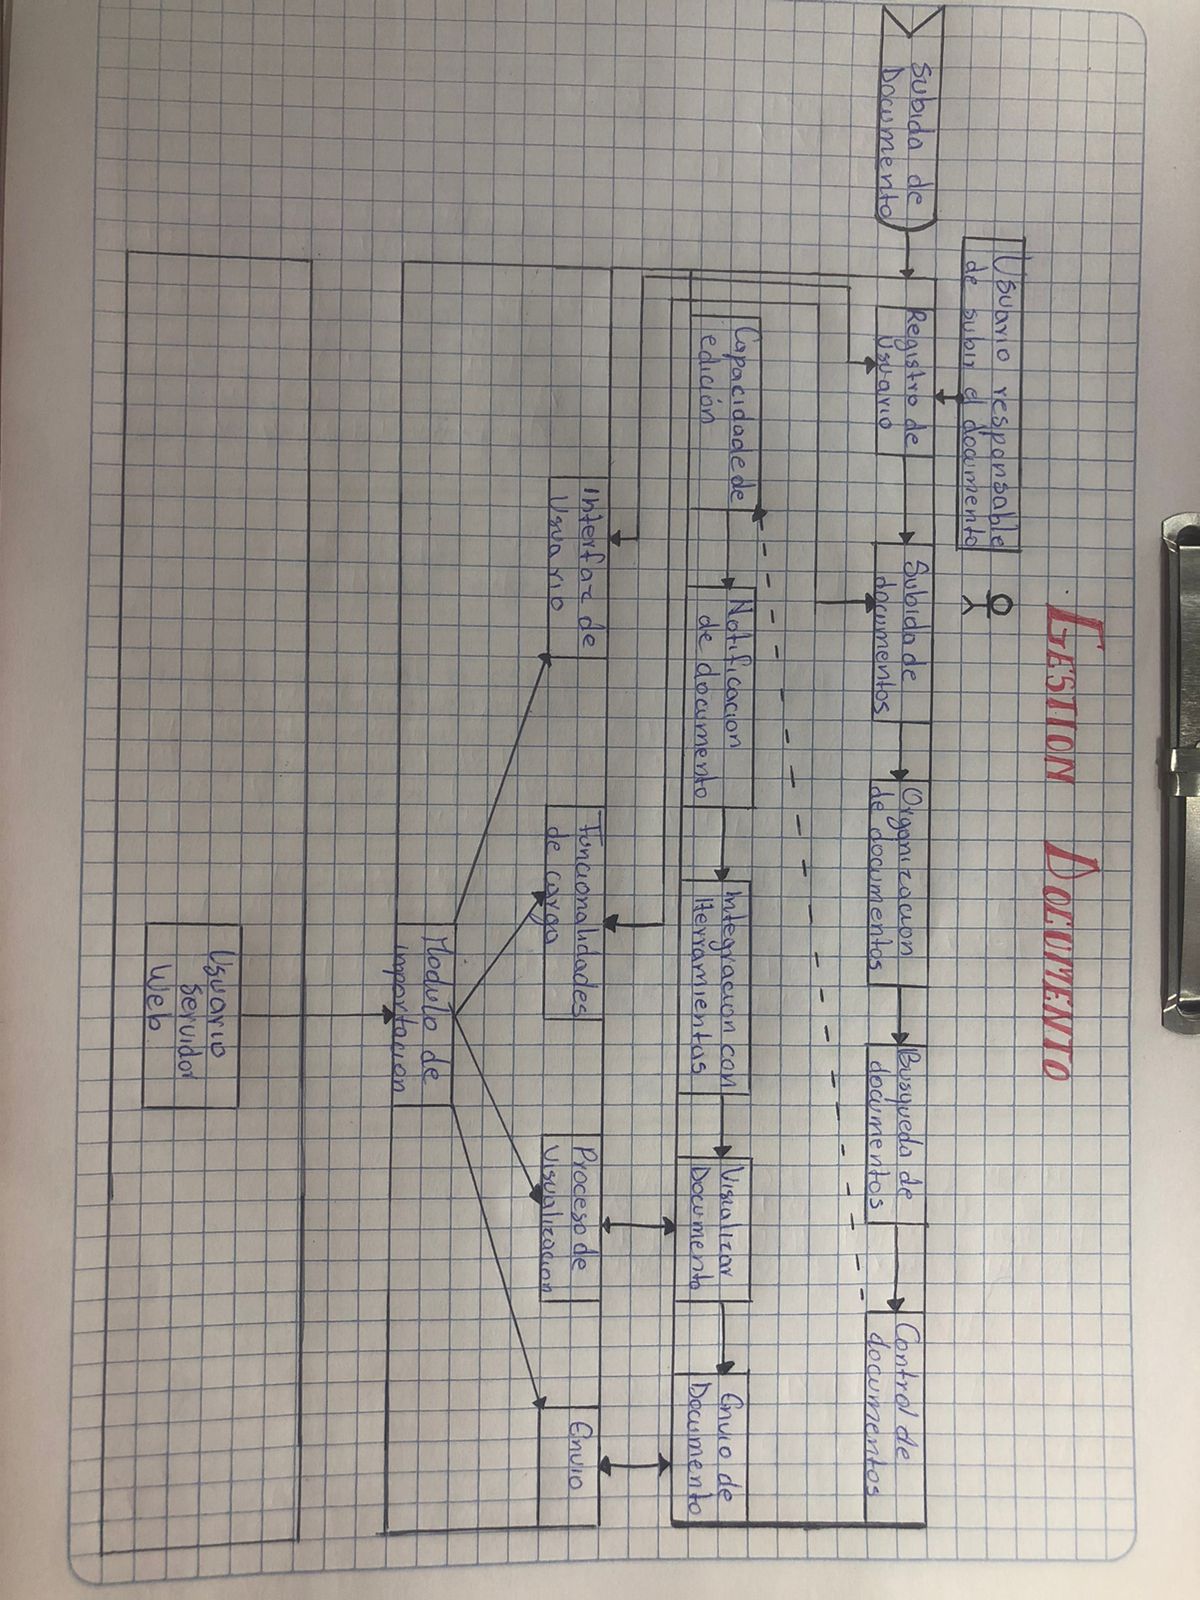 GESTION DOCUMENTO
Usuario responsable
de subir el documento
Subida de
Documento
Registro de
Usuario
Subida de
documentos
Organizacion
de documentos
Busqueda de
documentos
Control de
documentos
Capacidad de
edición
Notificacion
de documento
Integracion con
Herramientas
Visualizar
Documento
Envio de
Documento
Interfaz de
Usuario
Funcionalidades
de carga
Proceso de
Visualizacion
Envio
Modulo de
importacion
Usuario
Servidor
Web